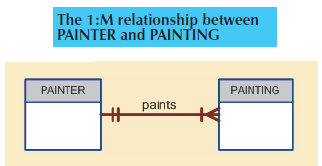 The 1:M relationship between
PAINTER and PAINTING
PAINTER
paints
PAINTING